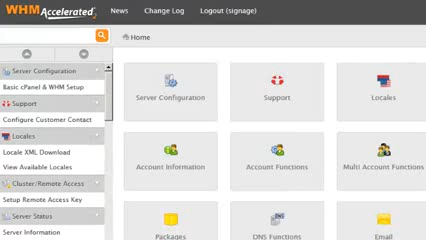 WHM Accelerated
News Change Log Logout (signage)
Home
Server Configuration
Basic cPanel & WHM Setup
Support
Configure Customer Contact
Locales
Locale XML Download
View Available Locales
Cluster/Remote Access
Setup Remote Access Key
Server Status
Server Information
Server Configuration Support Locales
Account Information Account Functions Multi Account Functions
Packages DNS Functions Email